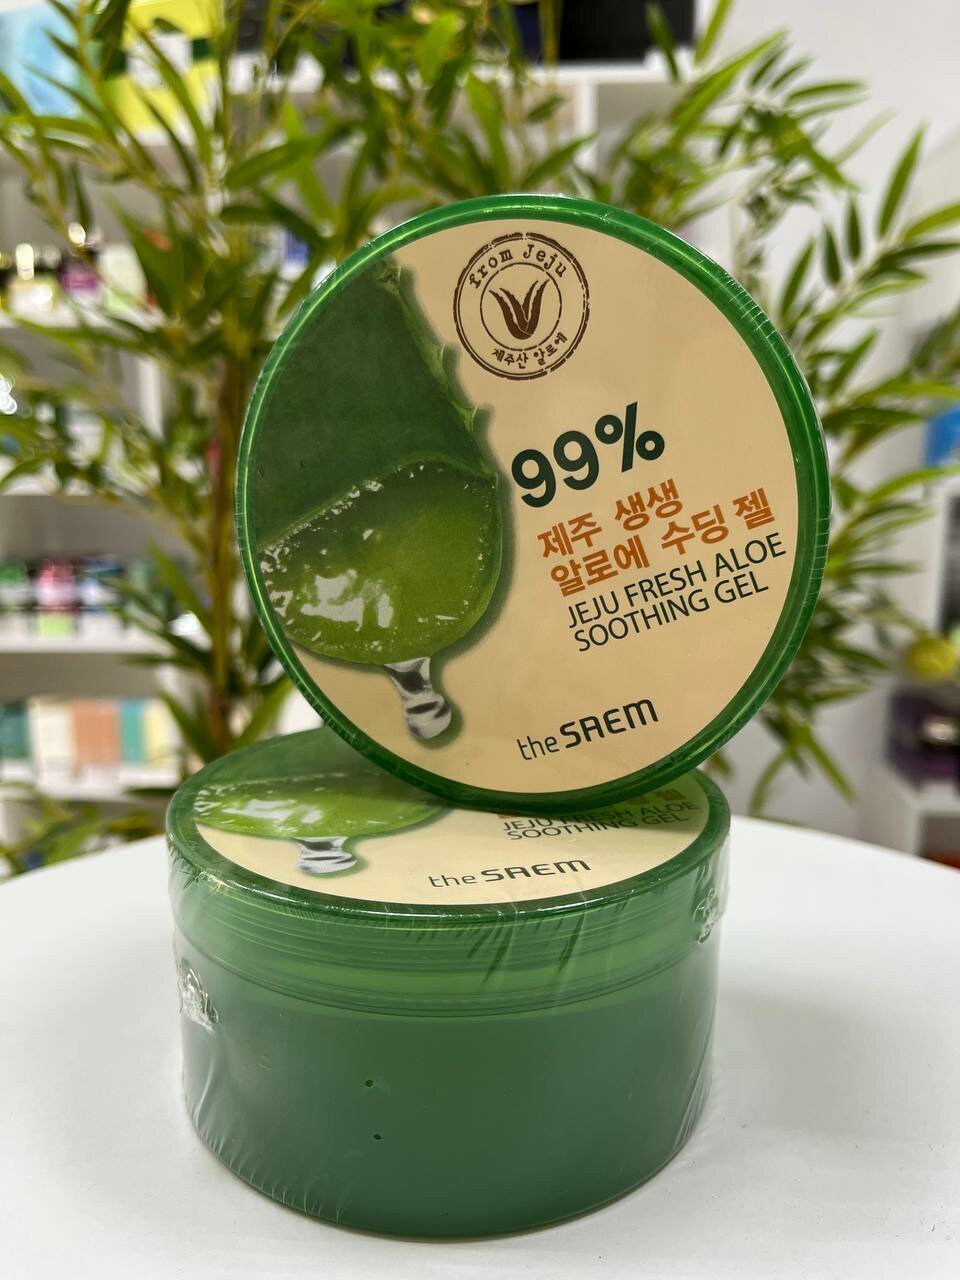 from Jeju
제주산 알로에
99%
제주 생생
알로에 수딩 젤
JEJU FRESH ALOE
SOOTHING GEL
the SAEM
JEJU FRESH ALOE
SOOTHING GEL
the SAEM